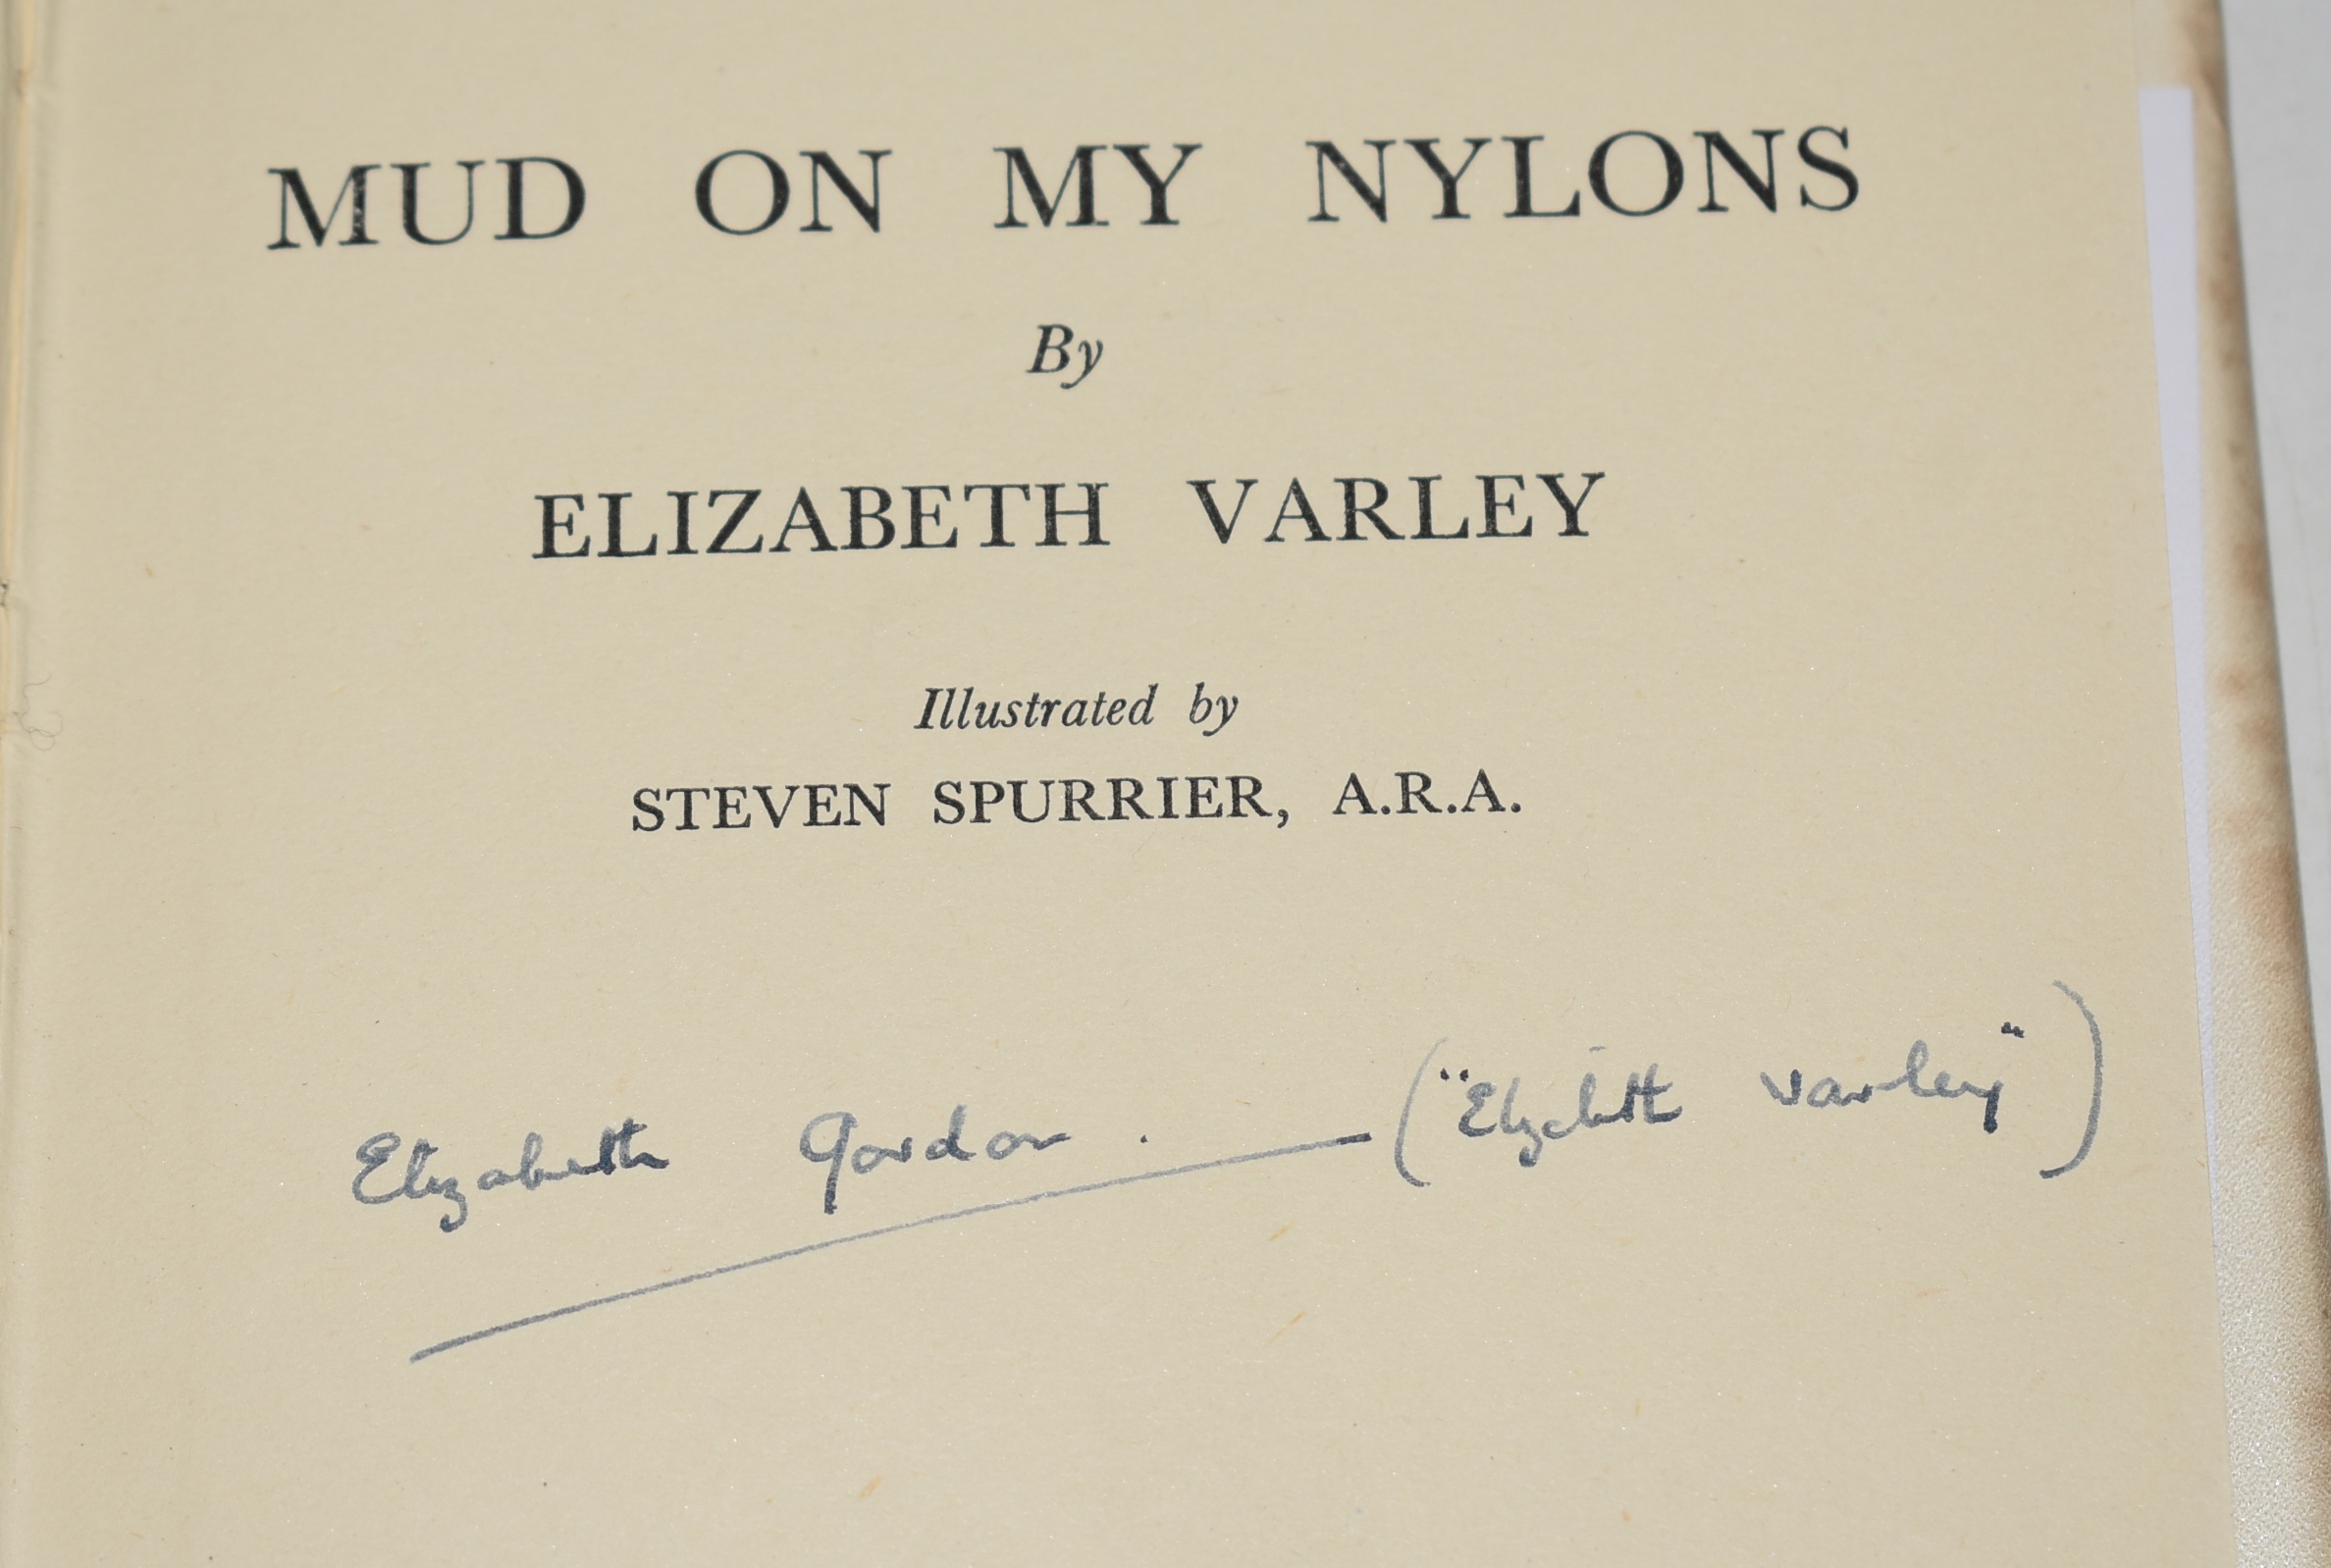 MUD ON MY NYLONS
By
ELIZABETH VARLEY
Illustrated by
STEVEN SPURRIER, A.R.A.
Elizabeth Gordon. ("Elizabeth Varley")